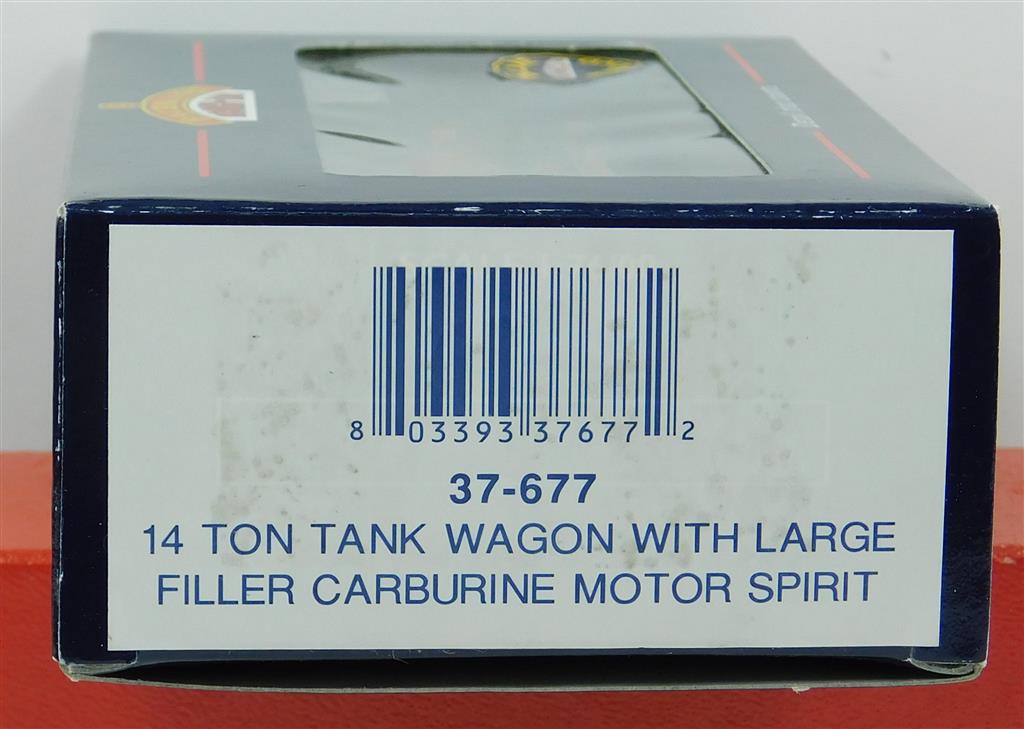 8 03393 37677 2
37-677
14 TON TANK WAGON WITH LARGE
FILLER CARBURINE MOTOR SPIRIT